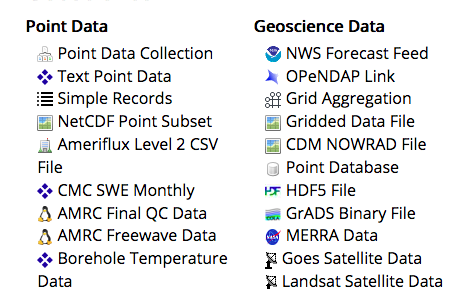 Point Data
Point Data Collection
Text Point Data
Simple Records
NetCDF Point Subset
Ameriflux Level 2 CSV
File
CMC SWE Monthly
AMRC Final QC Data
AMRC Freewave Data
Borehole Temperature
Data
Geoscience Data
NWS Forecast Feed
OPeNDAP Link
Grid Aggregation
Gridded Data File
CDM NOWRAD File
Point Database
HDF5 File
GrADS Binary File
MERRA Data
Goes Satellite Data
Landsat Satellite Data